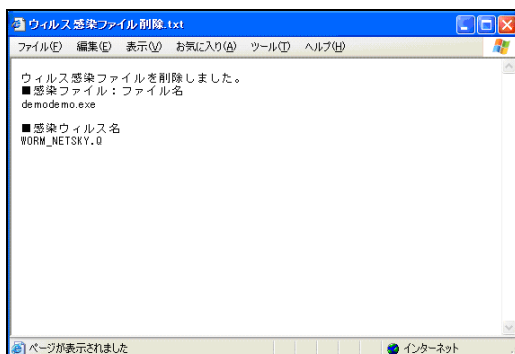 ウィルス感染ファイル削除.txt
ファイル(F) 編集(E) 表示(V) お気に入り(A) ツール(T) ヘルプ(H)
ウィルス感染ファイルを削除しました。
■感染ファイル：ファイル名
demodemo.exe
■感染ウィルス名
WORM_NETSKY.Q
ページが表示されました インターネット